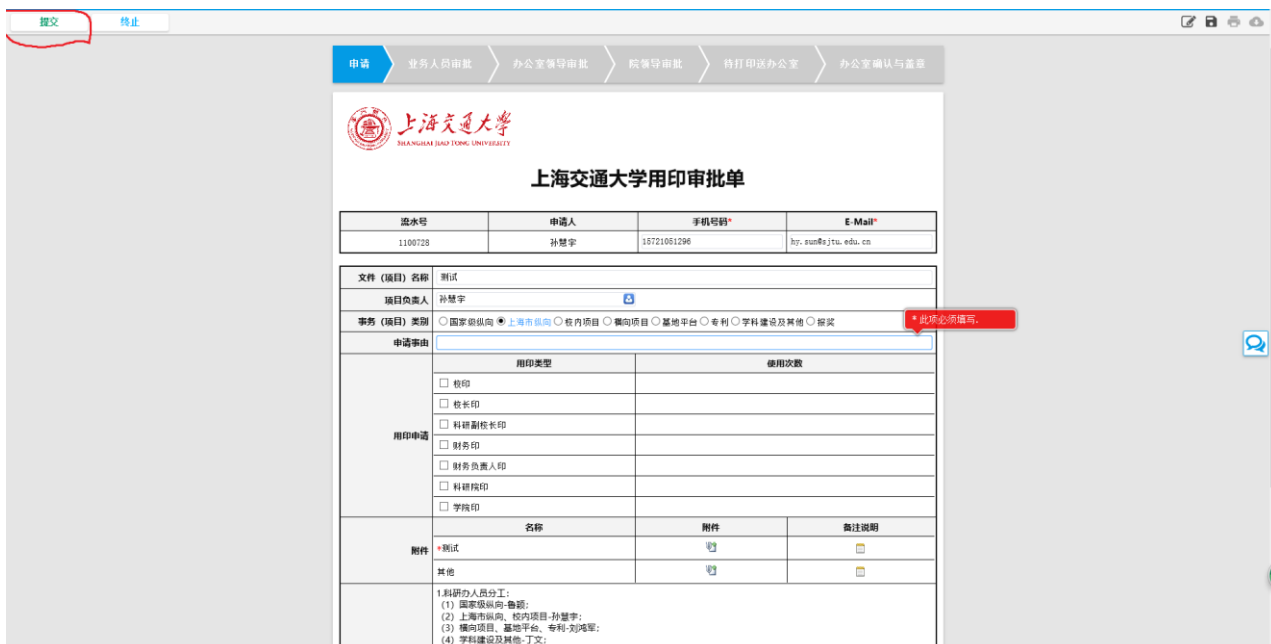 提交 终止
申请 业务人员审批 办公室领导审批 院领导审批 待打印送办公室 办公室确认与盖章
上海交通大学
SHANGHAI JIAO TONG UNIVERSITY
上海交通大学用印审批单
流水号 申请人 手机号码* E-Mail*
1100728 孙慧宇 15721051296 hy.sun@sjtu.edu.cn
文件（项目）名称 测试
项目负责人 孙慧宇
事务（项目）类别 国家级纵向 上海市纵向 校内项目 横向项目 基地平台 专利 学科建设及其他 报奖
* 此项必须填写.
申请事由
用印类型 使用次数
校印
校长印
科研副校长印
用印申请
财务印
财务负责人印
科研院印
学院印
名称 附件 备注说明
附件
*测试
其他
1.科研办人员分工:
(1) 国家级纵向-鲁颖;
(2) 上海市纵向、校内项目-孙慧宇;
(3) 横向项目、基地平台、专利-刘鸿军;
(4) 学科建设及其他-丁文;